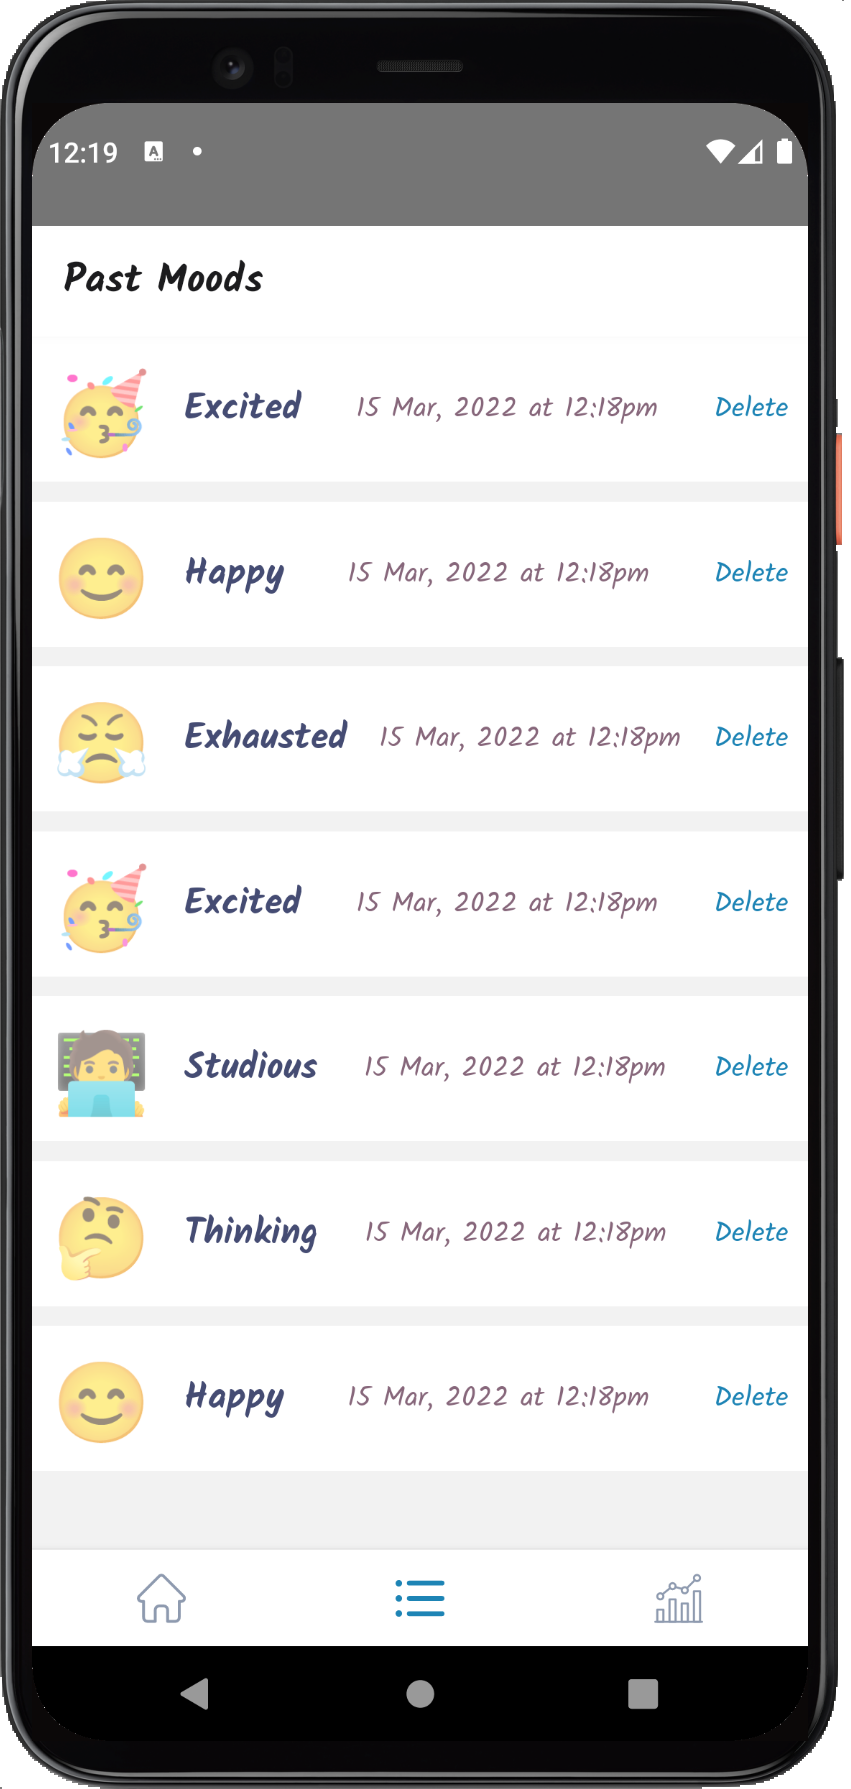 12:19
Past Moods
Excited 15 Mar, 2022 at 12:18pm Delete
Happy 15 Mar, 2022 at 12:18pm Delete
Exhausted 15 Mar, 2022 at 12:18pm Delete
Excited 15 Mar, 2022 at 12:18pm Delete
Studious 15 Mar, 2022 at 12:18pm Delete
Thinking 15 Mar, 2022 at 12:18pm Delete
Happy 15 Mar, 2022 at 12:18pm Delete